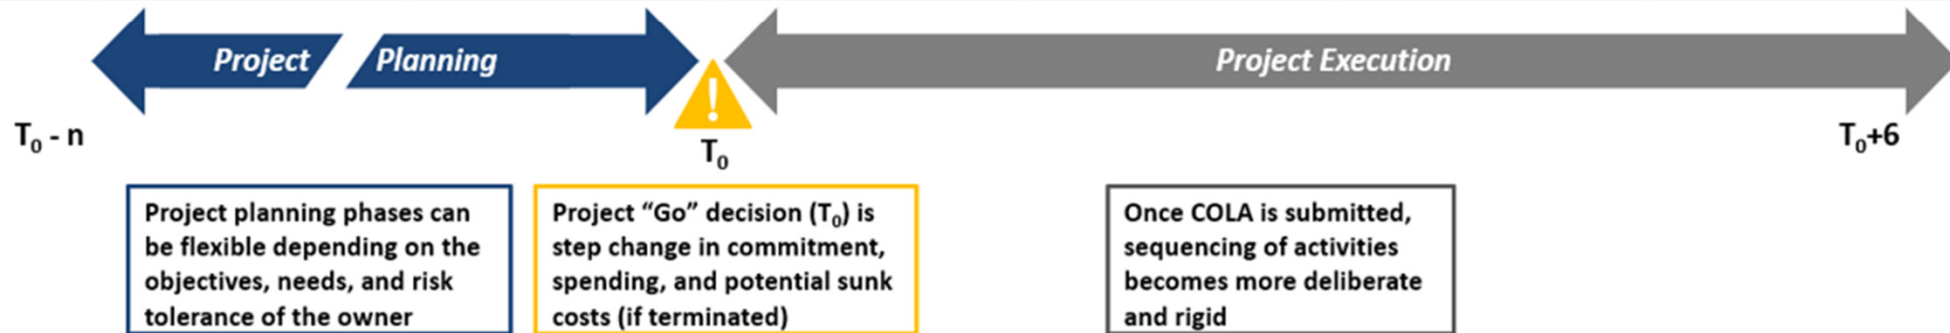 Project Planning
Project Execution
!
T₀ - n
T₀
T₀+6
Project planning phases can
be flexible depending on the
objectives, needs, and risk
tolerance of the owner
Project “Go” decision (T₀) is
step change in commitment,
spending, and potential sunk
costs (if terminated)
Once COLA is submitted,
sequencing of activities
becomes more deliberate
and rigid